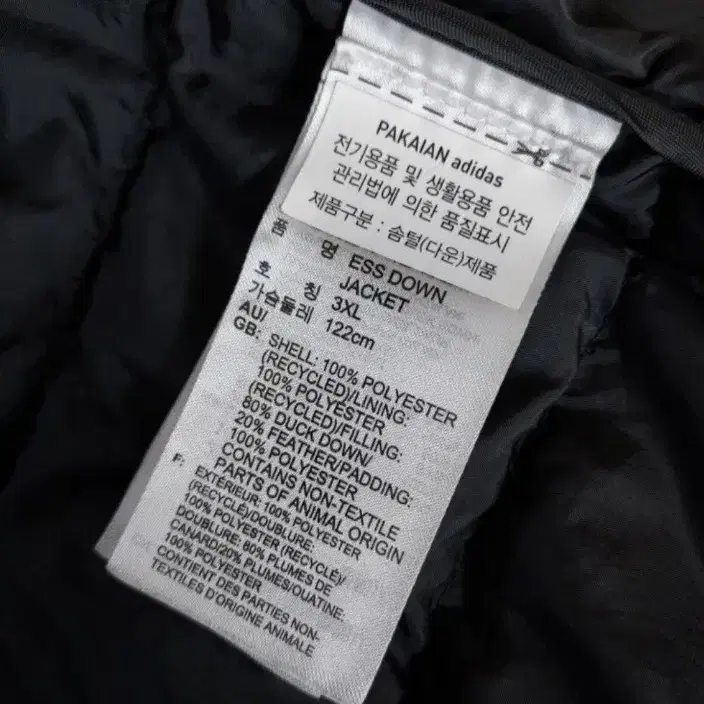 PAKAIAN adidas
전기용품 및 생활용품 안전
관리법에 의한 품질표시
제품구분 : 솜털(다운)제품
품 명 ESS DOWN
JACKET
호 칭 3XL
가슴둘레 122cm
AU/
GB: SHELL: 100% POLYESTER
(RECYCLED)/LINING:
100% POLYESTER
(RECYCLED)/FILLING:
80% DUCK DOWN/
20% FEATHER/PADDING:
100% POLYESTER
CONTAINS NON-TEXTILE
PARTS OF ANIMAL ORIGIN
F: EXTÉRIEUR: 100% POLYESTER
(RECYCLÉ)/DOUBLURE:
100% POLYESTER (RECYCLÉ)/
DOUBLURE: 80% PLUMES DE
CANARD/20% PLUMES/OUATINE:
100% POLYESTER
CONTIENT DES PARTIES NON-
TEXTILES D'ORIGINE ANIMALE